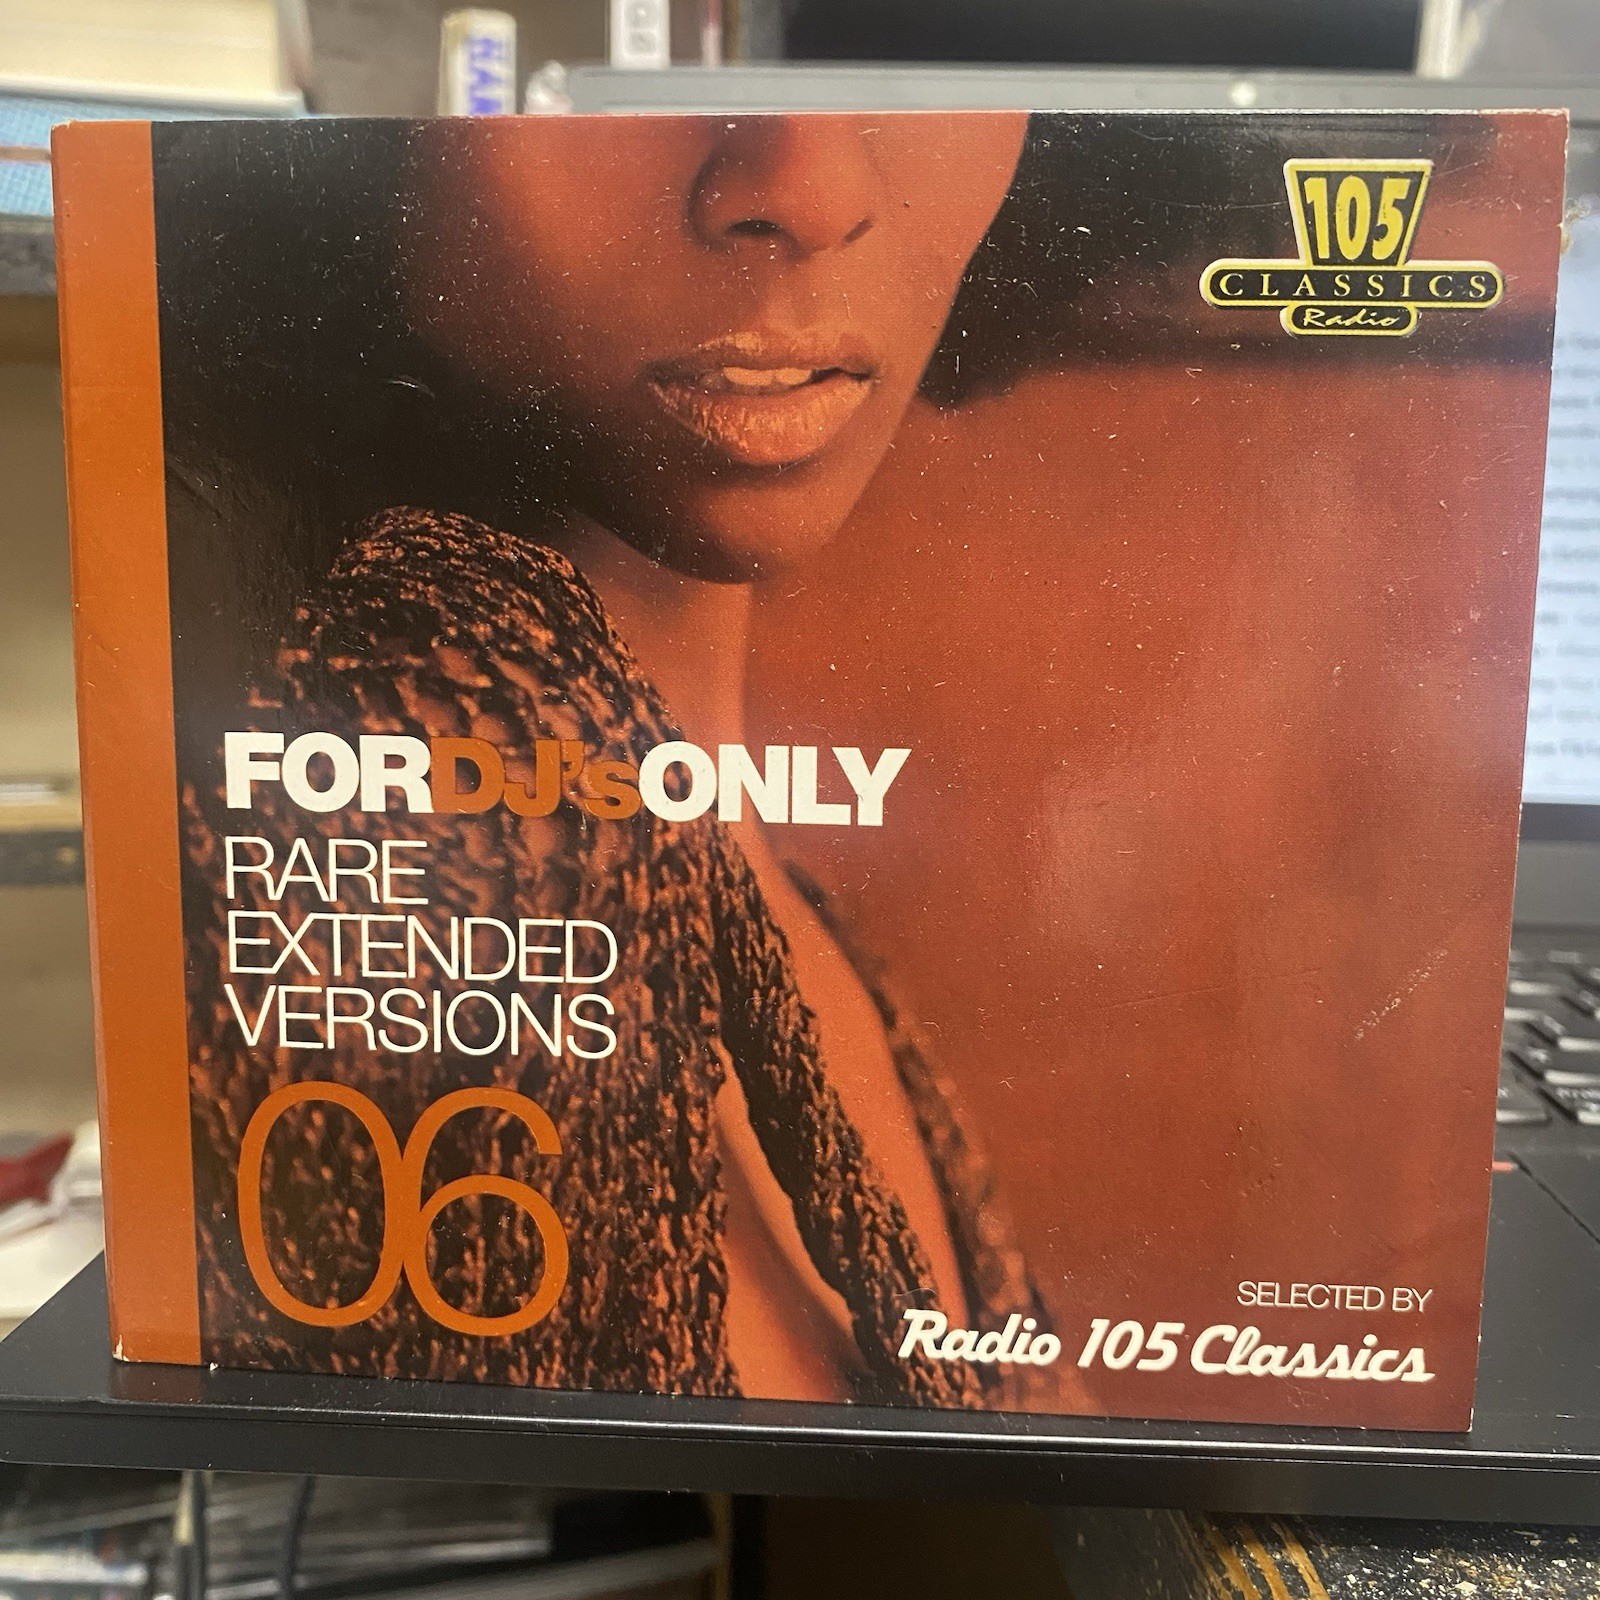 105
CLASSICS
Radio
FORDJ'sONLY
RARE
EXTENDED
VERSIONS
06
SELECTED BY
Radio 105 Classics